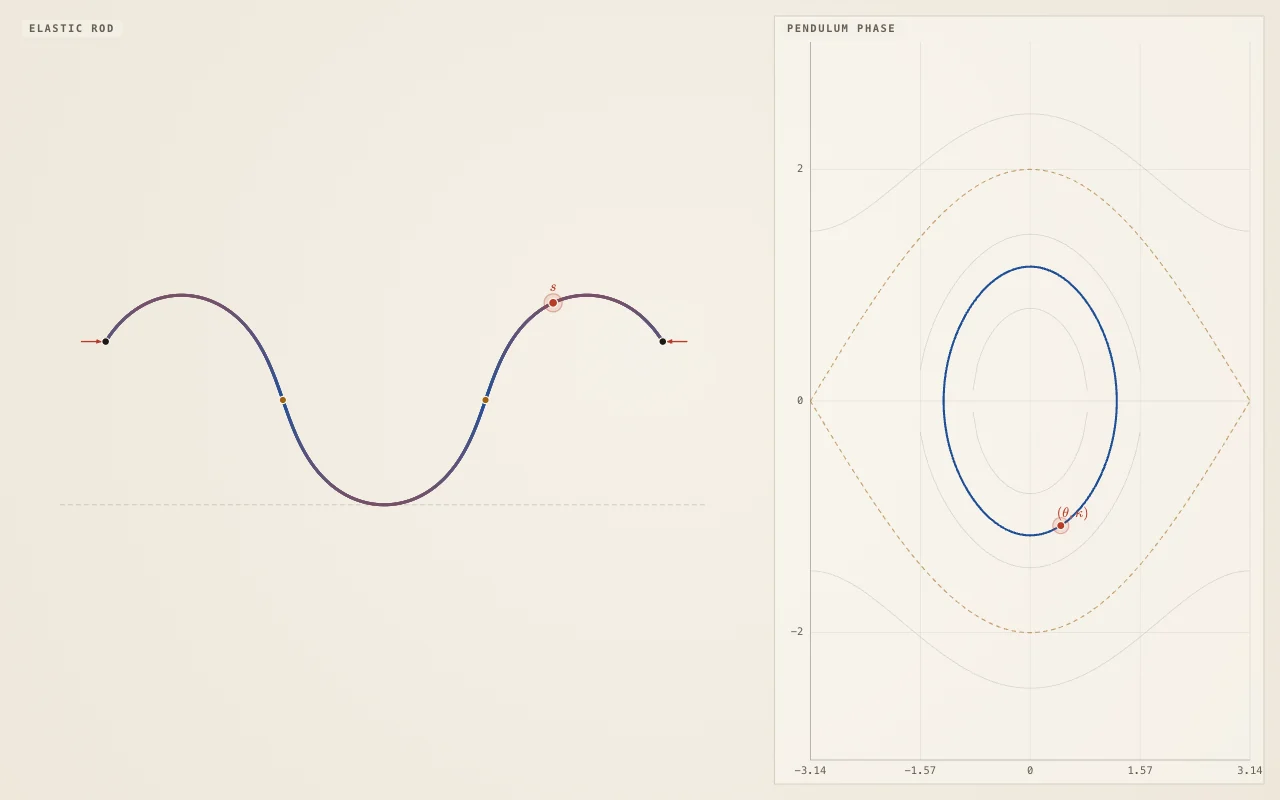 ELASTIC ROD
s
PENDULUM PHASE
2
0
−2
(θ, κ)
−3.14
−1.57
0
1.57
3.14